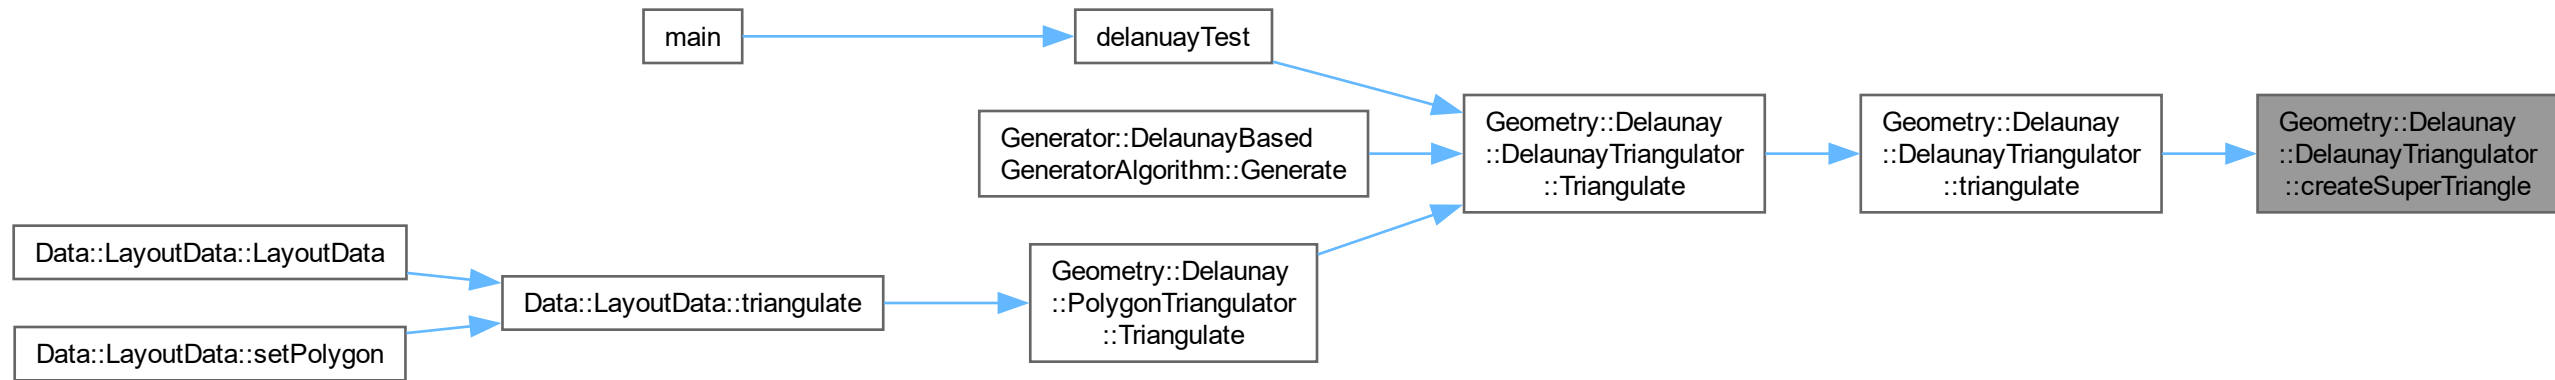 main
delanuayTest
Generator::DelaunayBased
GeneratorAlgorithm::Generate
Geometry::Delaunay
::DelaunayTriangulator
::Triangulate
Geometry::Delaunay
::DelaunayTriangulator
::triangulate
Geometry::Delaunay
::DelaunayTriangulator
::createSuperTriangle
Data::LayoutData::LayoutData
Data::LayoutData::setPolygon
Data::LayoutData::triangulate
Geometry::Delaunay
::PolygonTriangulator
::Triangulate